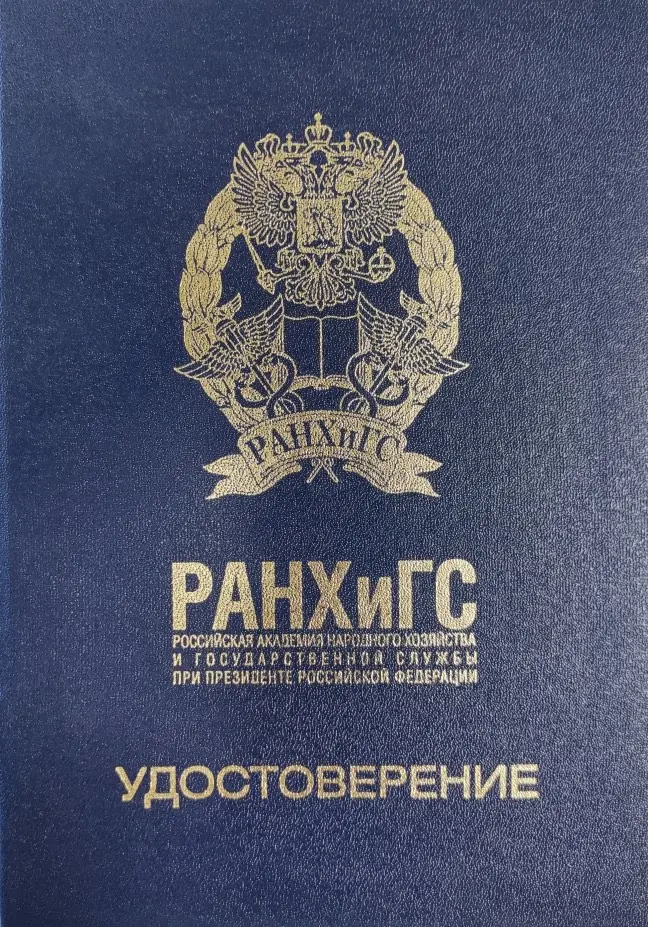 РАНХиГС
РАНХиГС
РОССИЙСКАЯ АКАДЕМИЯ НАРОДНОГО ХОЗЯЙСТВА
И ГОСУДАРСТВЕННОЙ СЛУЖБЫ
ПРИ ПРЕЗИДЕНТЕ РОССИЙСКОЙ ФЕДЕРАЦИИ
УДОСТОВЕРЕНИЕ